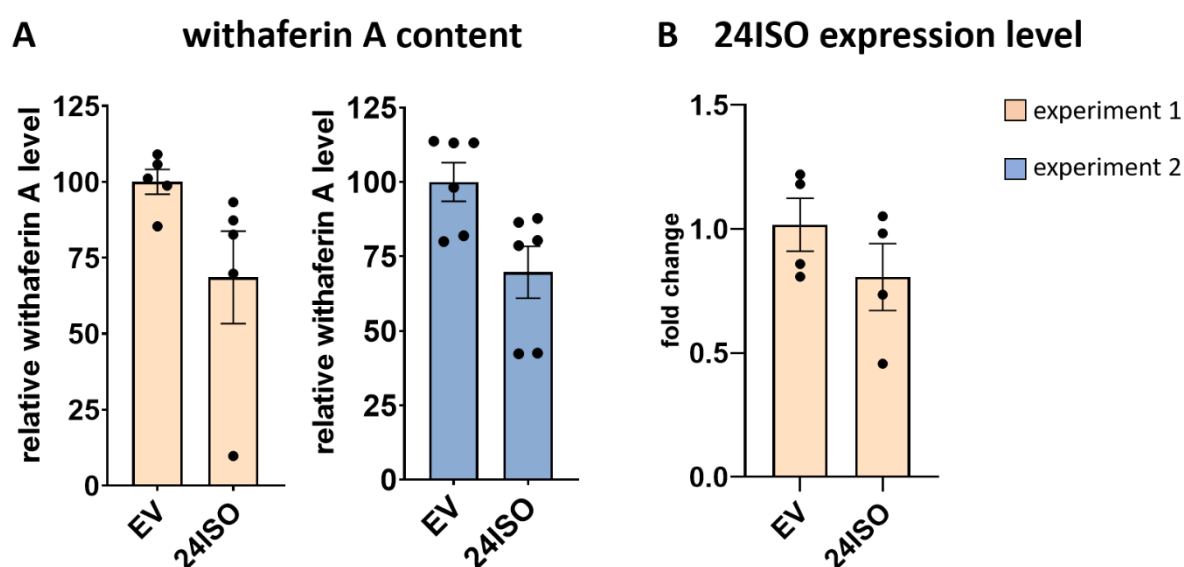 A withaferin A content
B 24ISO expression level
relative withaferin A level
125
100
75
50
25
0
EV
24ISO
relative withaferin A level
125
100
75
50
25
0
EV
24ISO
fold change
1.5
1.0
0.5
0.0
EV
24ISO
experiment 1
experiment 2